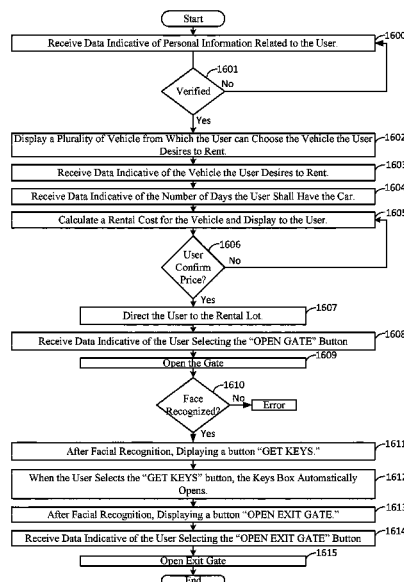 Start
Receive Data Indicative of Personal Information Related to the User.
1600
1601
Verified
No
Yes
Display a Plurality of Vehicle from Which the User can Choose the Vehicle the User
Desires to Rent.
1602
Receive Data Indicative of the Vehicle the User Desires to Rent.
1603
Receive Data Indicative of the Number of Days the User Shall Have the Car.
1604
Calculate a Rental Cost for the Vehicle and Display to the User.
1605
1606
User
Confirm
Price?
No
Yes
Direct the User to the Rental Lot.
1607
Receive Data Indicative of the User Selecting the “OPEN GATE” Button
1608
Open the Gate
1609
1610
Face
Recognized?
No
Error
Yes
After Facial Recognition, Diplaying a button “GET KEYS.”
1611
When the User Selects the “GET KEYS” button, the Keys Box Automatically
Opens.
1612
After Facial Recognition, Displaying a button “OPEN EXIT GATE.”
1613
Receive Data Indicative of the User Selecting the “OPEN EXIT GATE” Button
1614
Open Exit Gate
1615
End